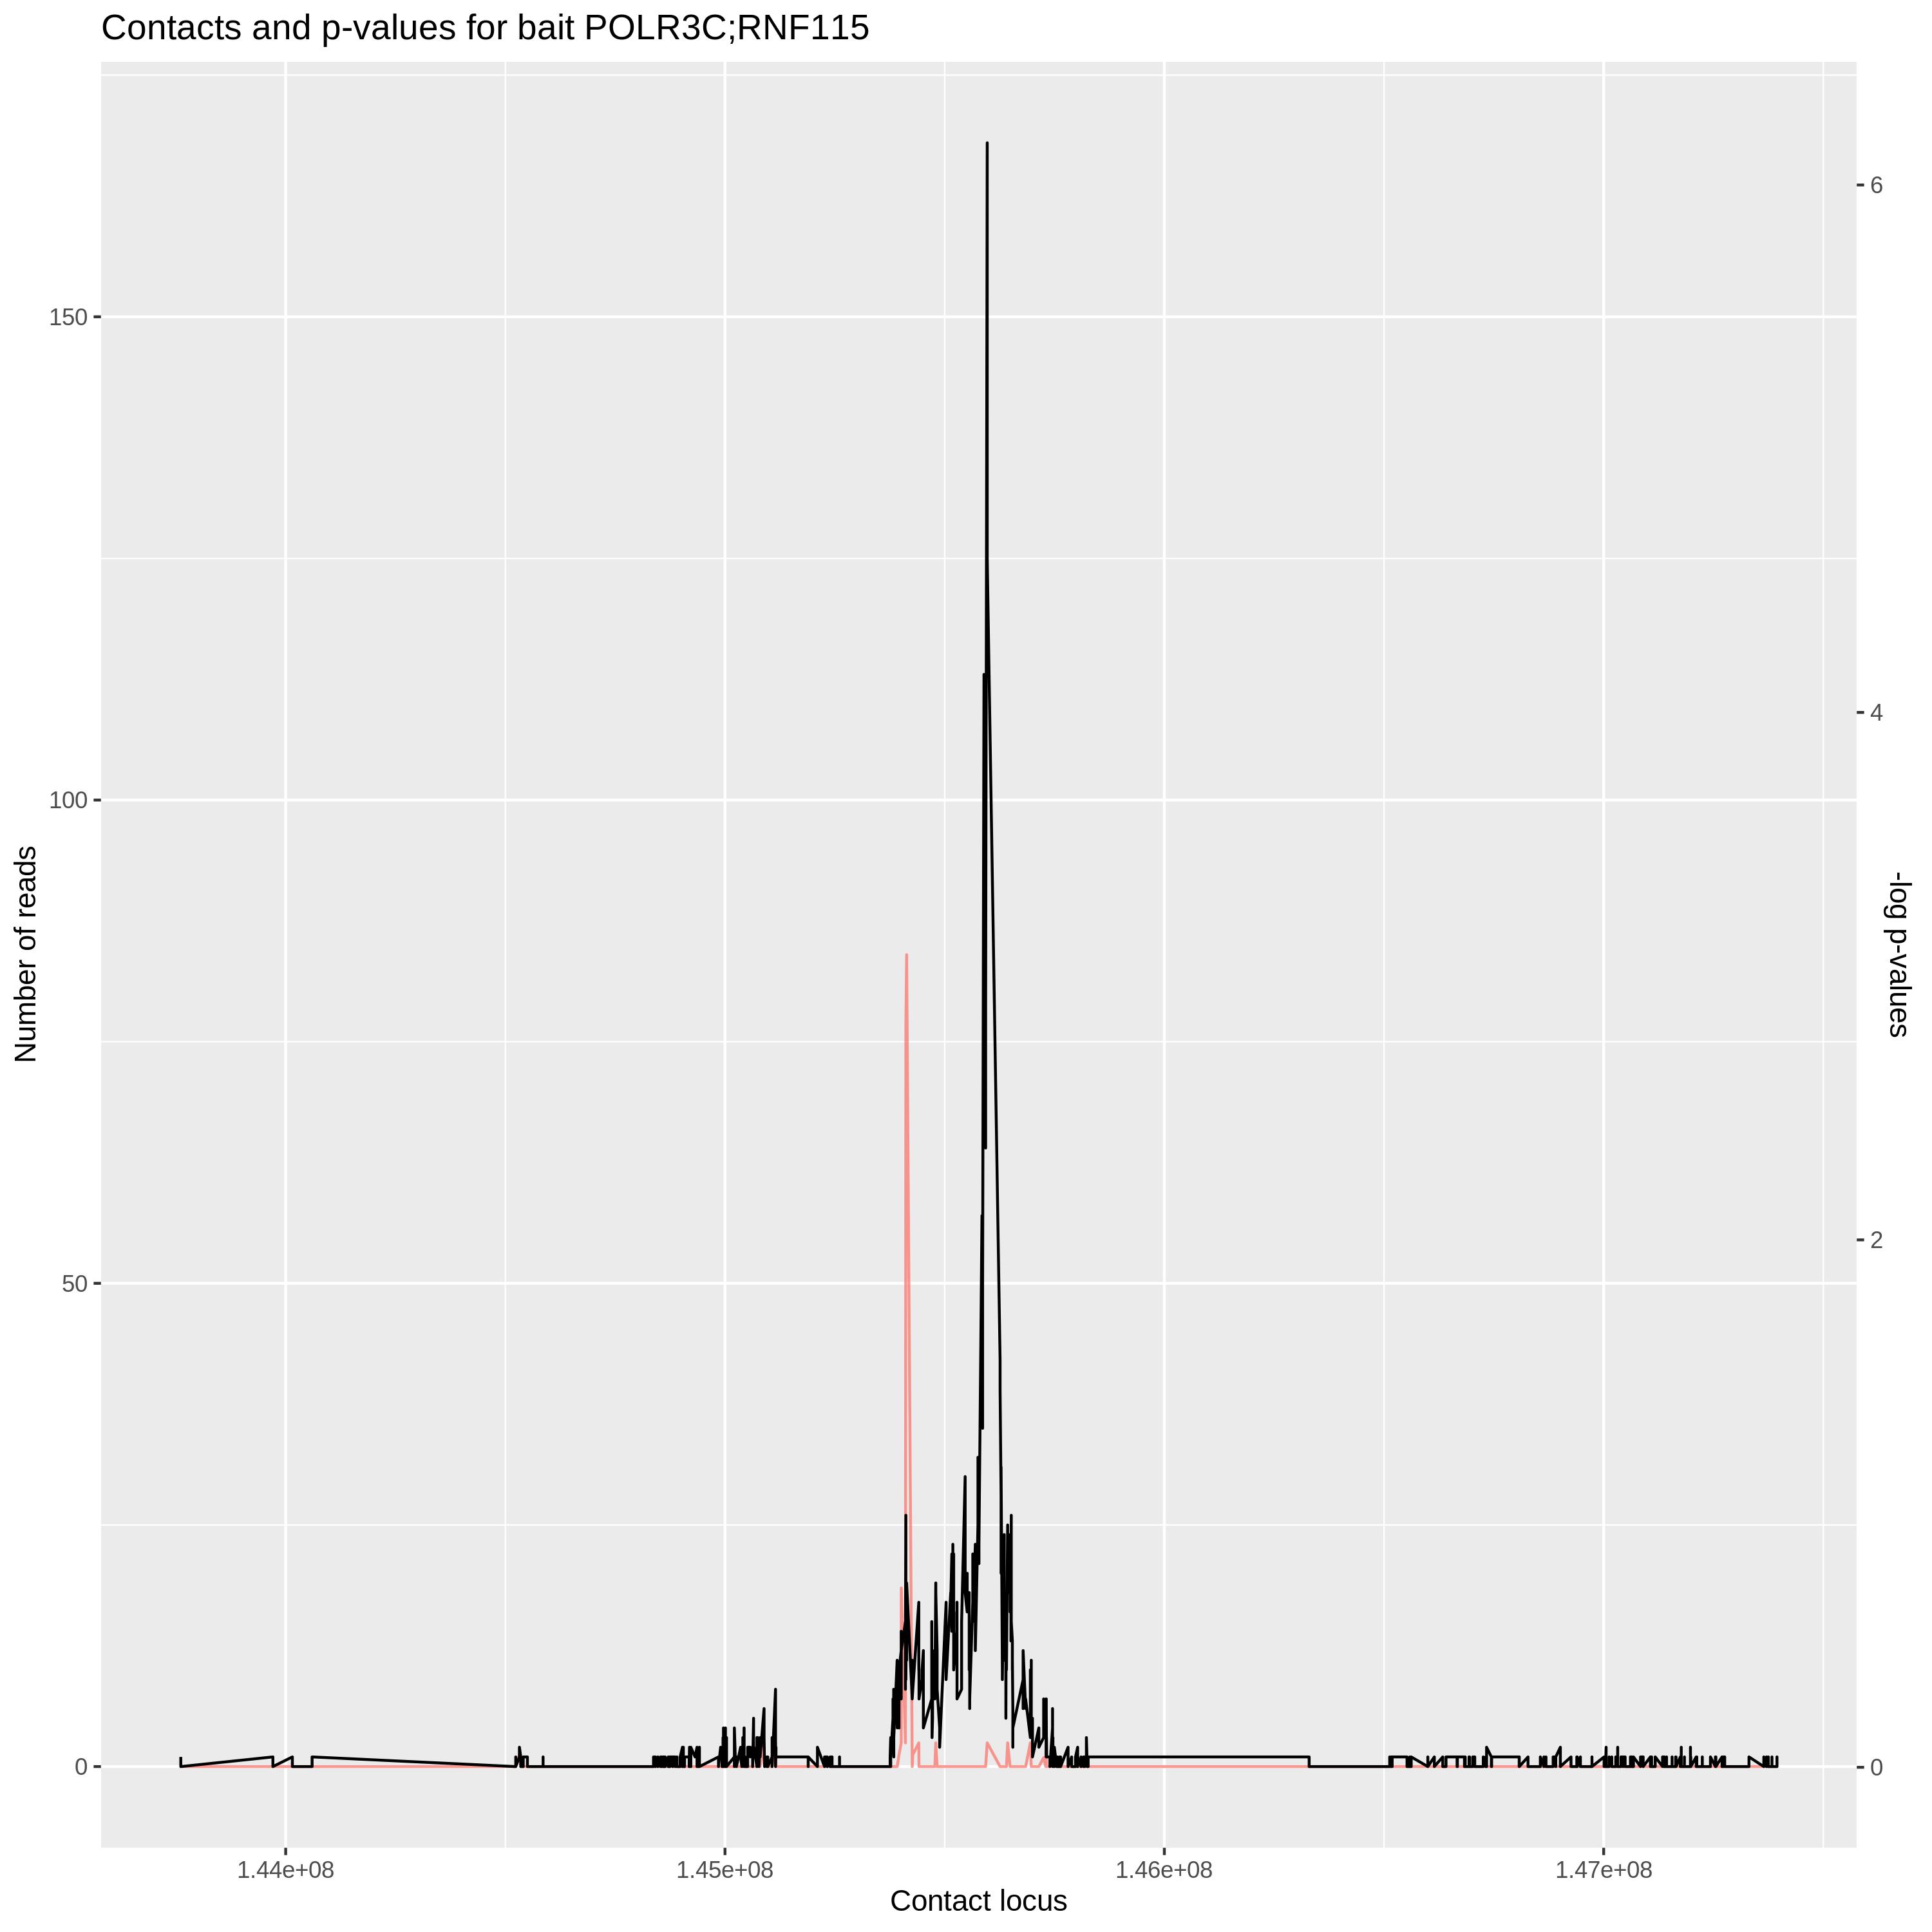 Contacts and p-values for bait POLR3C;RNF115
150
100
50
0
Number of reads
6
4
2
0
-log p-values
1.44e+08
1.45e+08
1.46e+08
1.47e+08
Contact locus